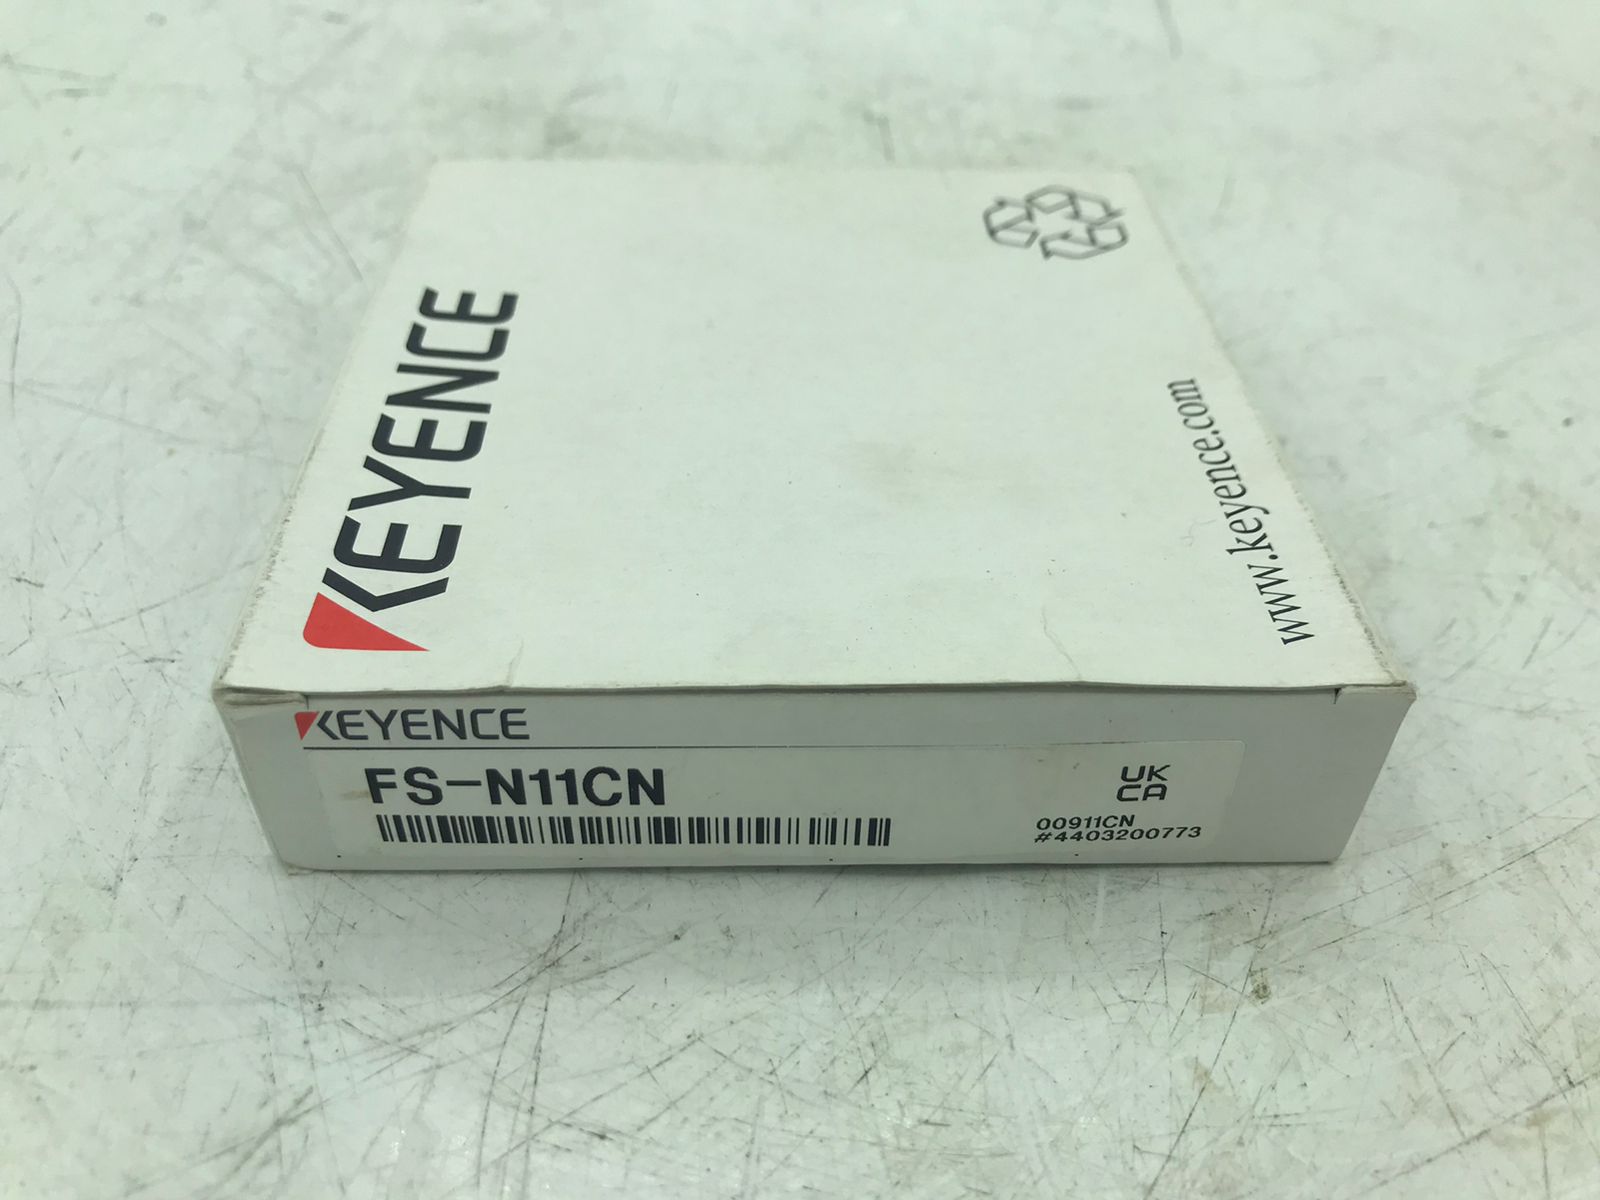 KEYENCE
www.keyence.com
KEYENCE
FS-N11CN
UK
CA
00911CN
#4403200773